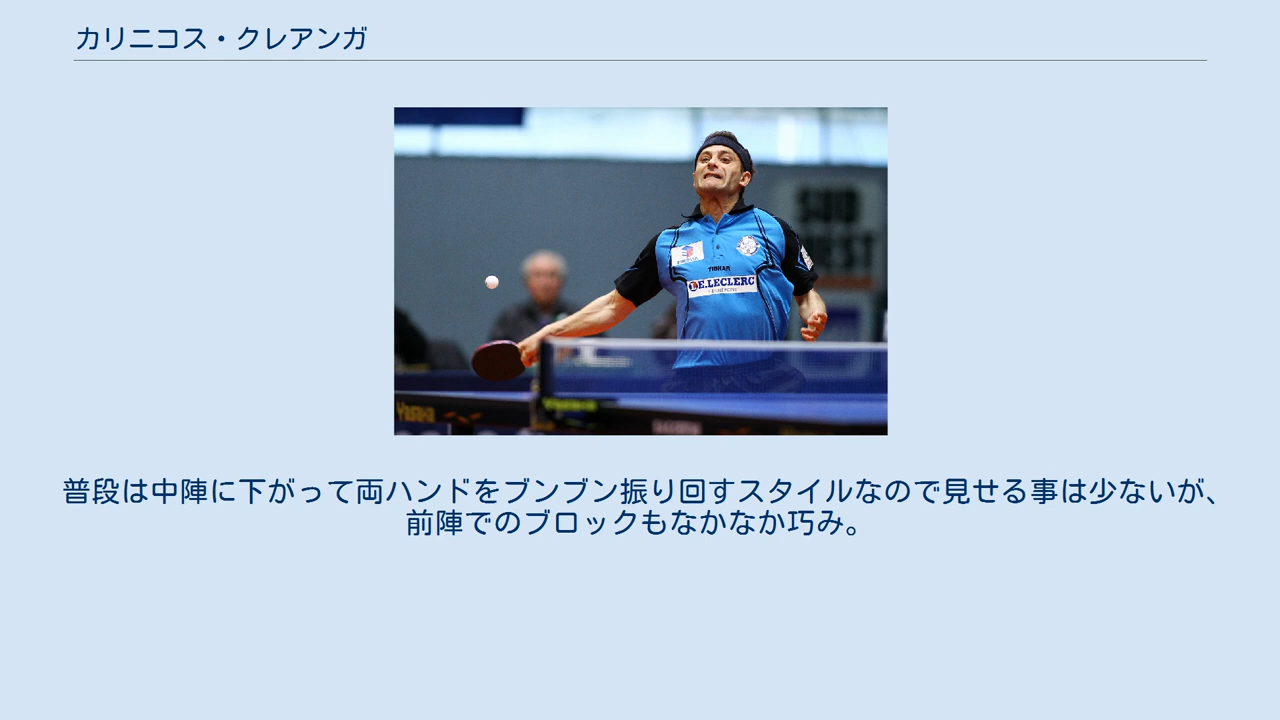 カリニコス・クレアンガ
SUD
TIBHAR
E.LECLERC
普段は中陣に下がって両ハンドをブンブン振り回すスタイルなので見せる事は少ないが、
前陣でのブロックもなかなか巧み。